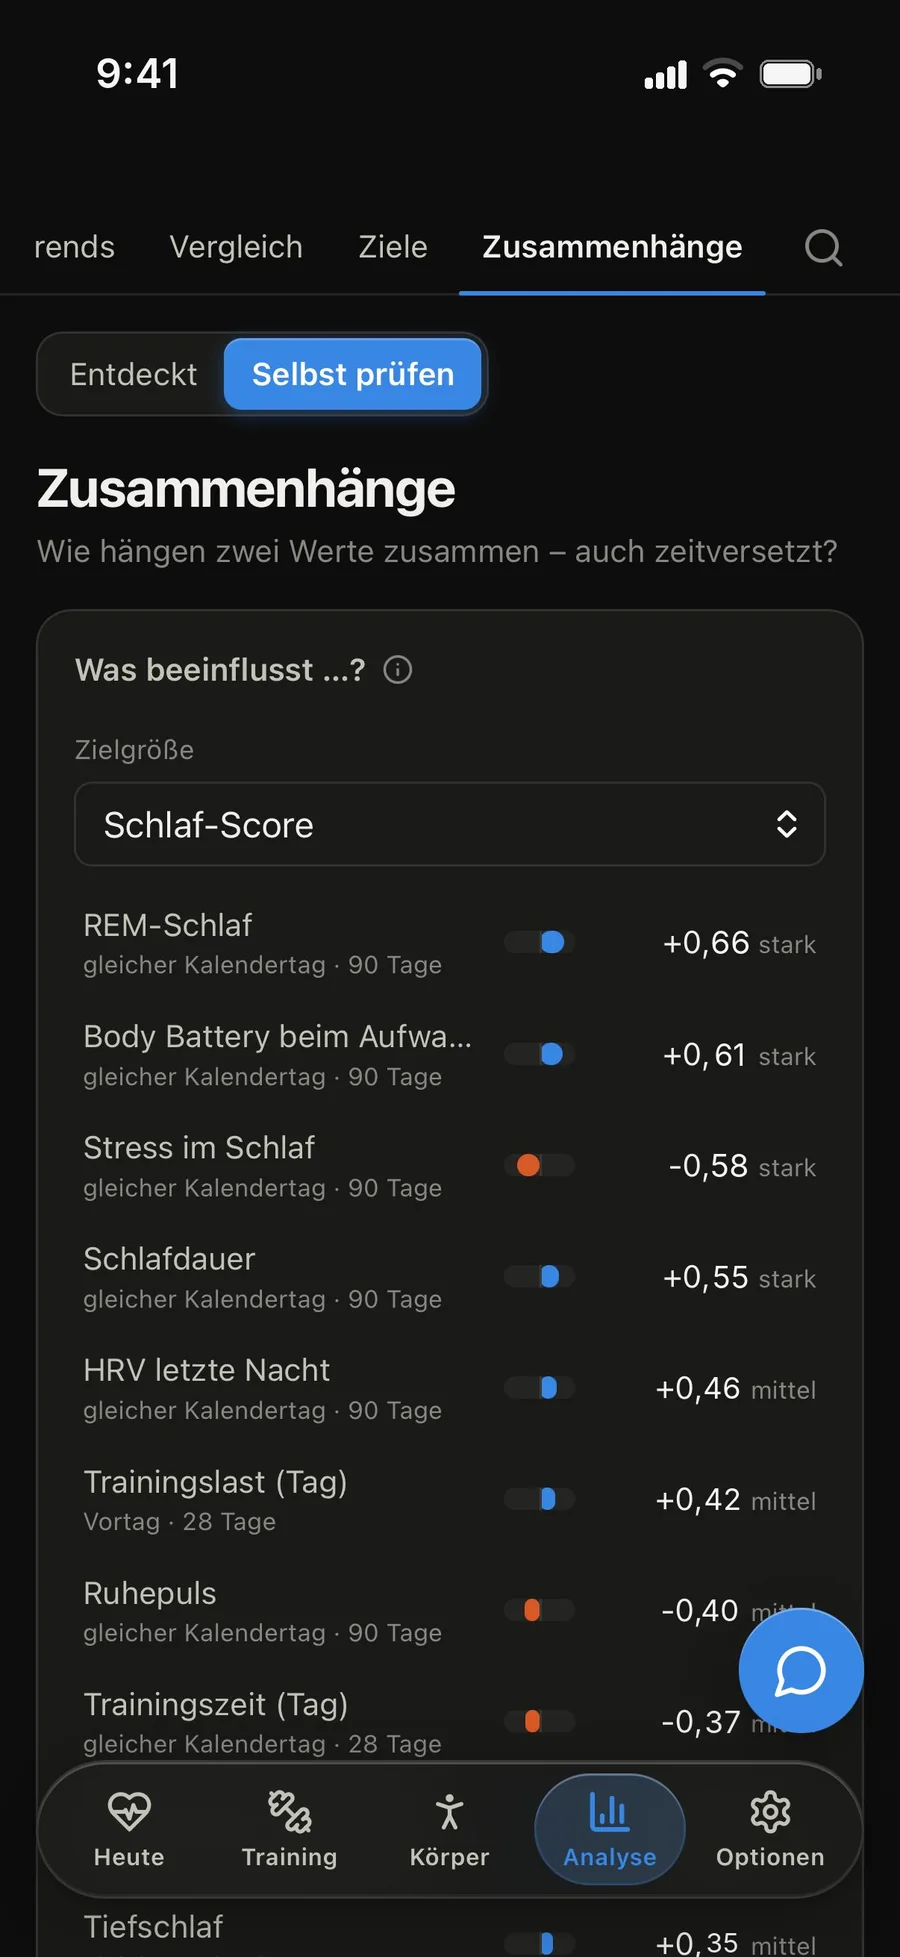 9:41
rends Vergleich Ziele Zusammenhänge
Entdeckt Selbst prüfen
Zusammenhänge
Wie hängen zwei Werte zusammen – auch zeitversetzt?
Was beeinflusst ...?
Zielgröße
Schlaf-Score
REM-Schlaf
gleicher Kalendertag · 90 Tage
+0,66 stark
Body Battery beim Aufwa...
gleicher Kalendertag · 90 Tage
+0,61 stark
Stress im Schlaf
gleicher Kalendertag · 90 Tage
-0,58 stark
Schlafdauer
gleicher Kalendertag · 90 Tage
+0,55 stark
HRV letzte Nacht
gleicher Kalendertag · 90 Tage
+0,46 mittel
Trainingslast (Tag)
Vortag · 28 Tage
+0,42 mittel
Ruhepuls
gleicher Kalendertag · 90 Tage
-0,40
Trainingszeit (Tag)
gleicher Kalendertag · 28 Tage
-0,37
Heute Training Körper Analyse Optionen
Tiefschlaf
+0,35 mittel